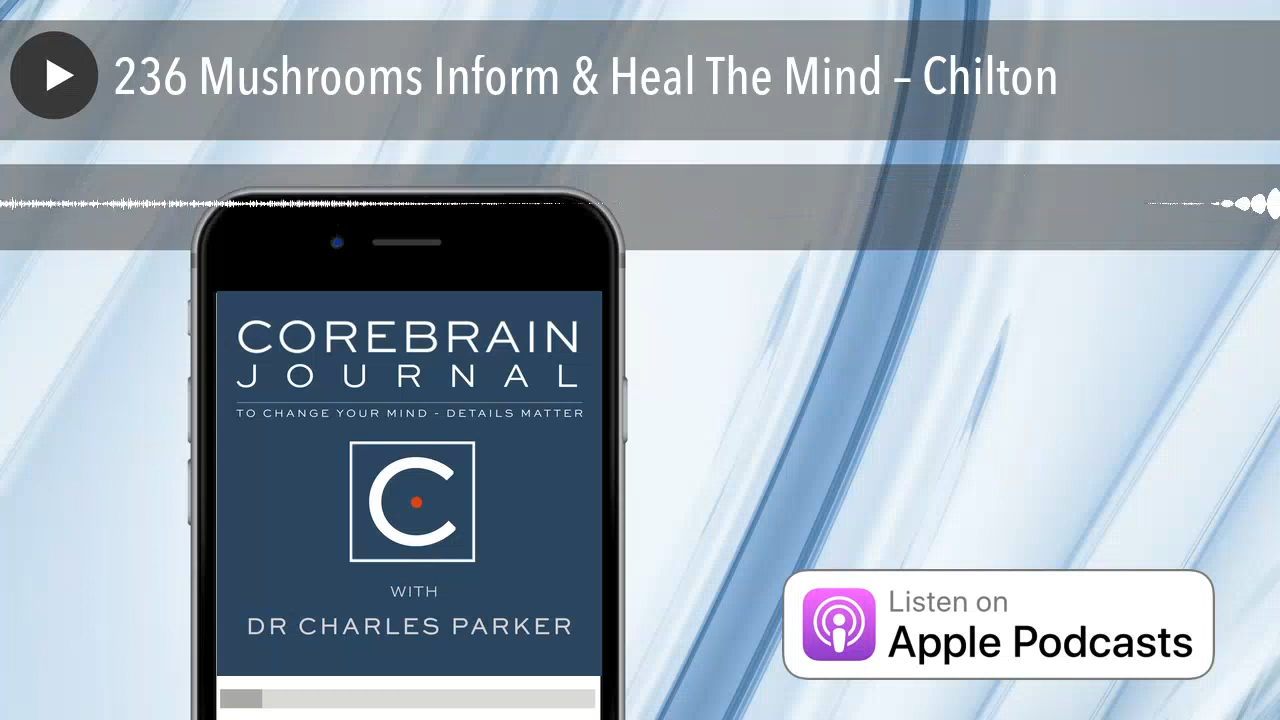 236 Mushrooms Inform & Heal The Mind – Chilton
COREBRAIN
JOURNAL
TO CHANGE YOUR MIND - DETAILS MATTER
C
WITH
DR CHARLES PARKER
Listen on
Apple Podcasts